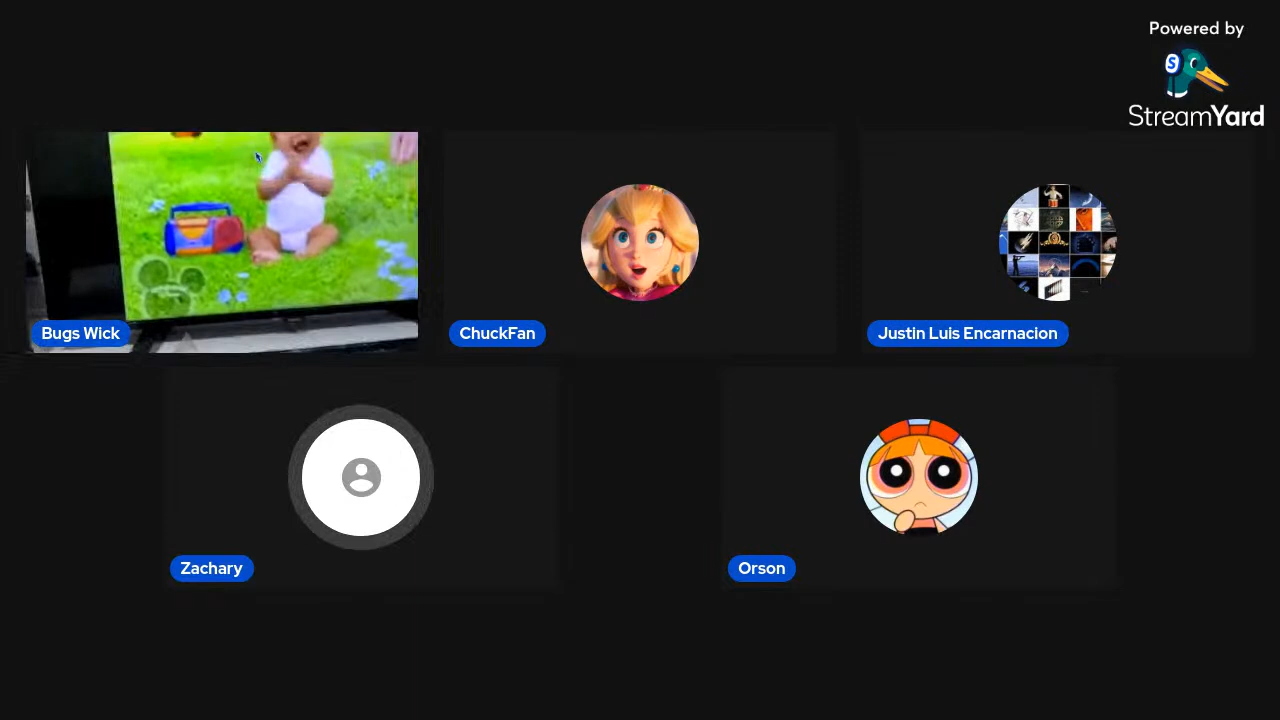 Powered by
StreamYard
Bugs Wick
ChuckFan
Justin Luis Encarnacion
Zachary
Orson